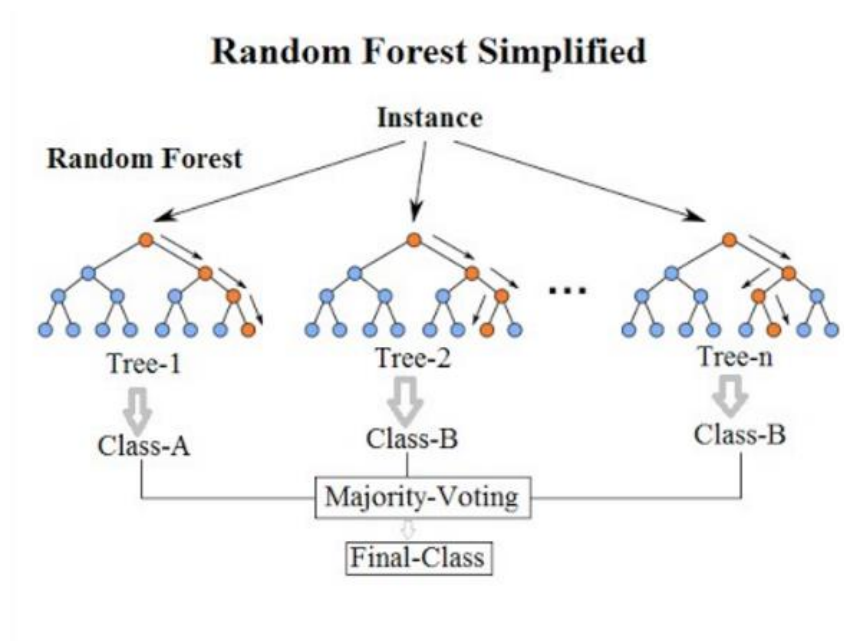 Random Forest Simplified
Instance
Random Forest
...
Tree-1
Tree-2
Tree-n
Class-A
Class-B
Class-B
Majority-Voting
Final-Class